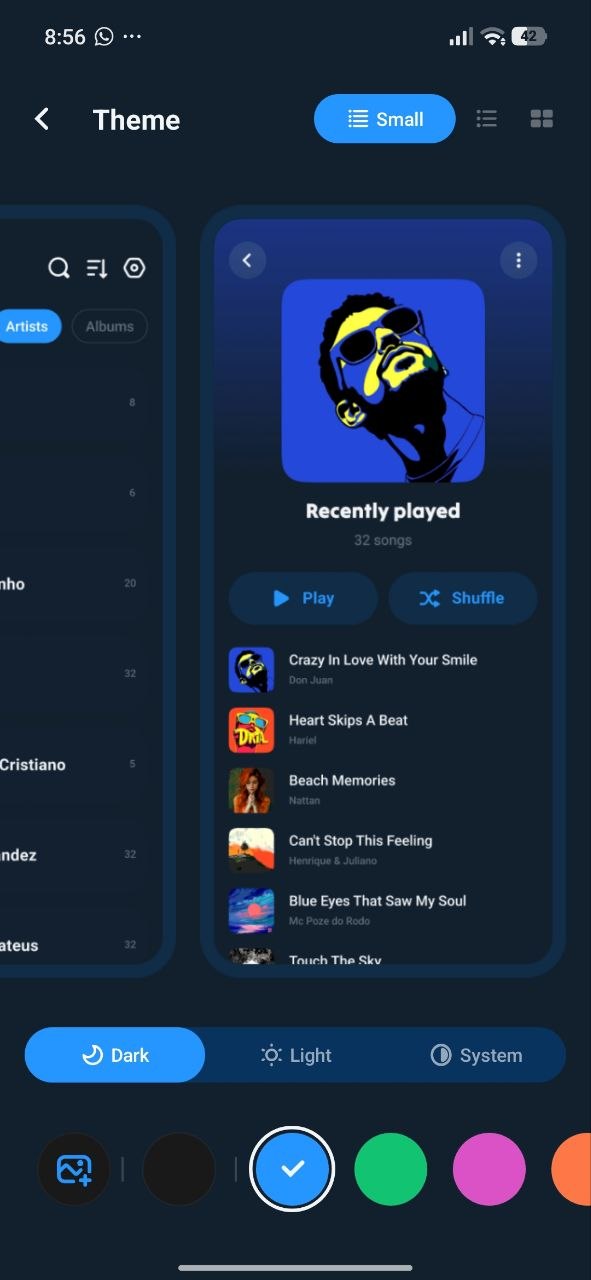 8:56
42
Theme
Small
Artists
Albums
8
6
nho
20
32
Cristiano
5
ndez
32
ateus
32
Recently played
32 songs
Play
Shuffle
Crazy In Love With Your Smile
Don Juan
Heart Skips A Beat
Hariel
Beach Memories
Nattan
Can't Stop This Feeling
Henrique & Juliano
Blue Eyes That Saw My Soul
Mc Poze do Rodo
Touch The Sky
Dark
Light
System